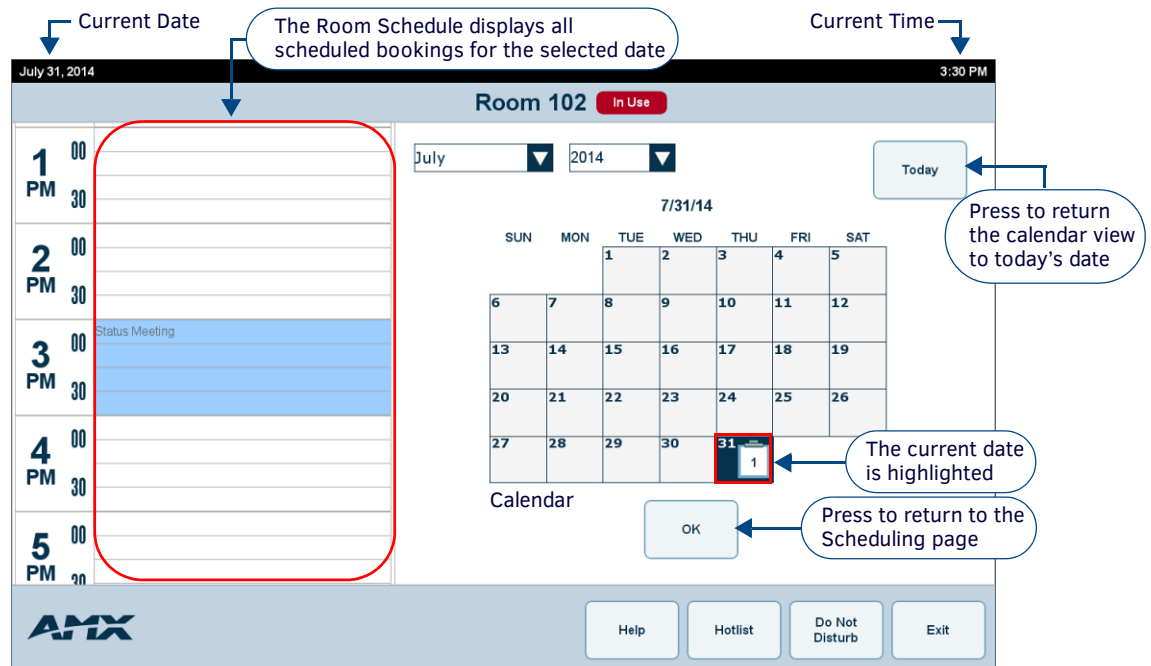 Current Date
The Room Schedule displays all
scheduled bookings for the selected date
Current Time
July 31, 2014
3:30 PM
Room 102
In Use
1
PM
00
30
2
PM
00
30
3
PM
00
30
Status Meeting
4
PM
00
30
5
PM
00
30
July
2014
Today
Press to return
the calendar view
to today's date
7/31/14
SUN MON TUE WED THU FRI SAT
1 2 3 4 5
6 7 8 9 10 11 12
13 14 15 16 17 18 19
20 21 22 23 24 25 26
27 28 29 30 31
1
The current date
is highlighted
Calendar
OK
Press to return to the
Scheduling page
AMX
Help
Hotlist
Do Not
Disturb
Exit